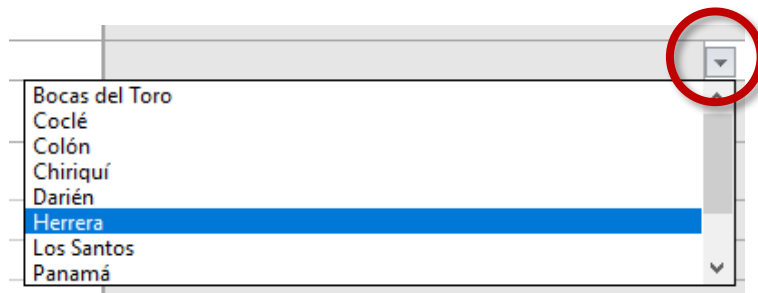 Bocas del Toro
Coclé
Colón
Chiriquí
Darién
Herrera
Los Santos
Panamá